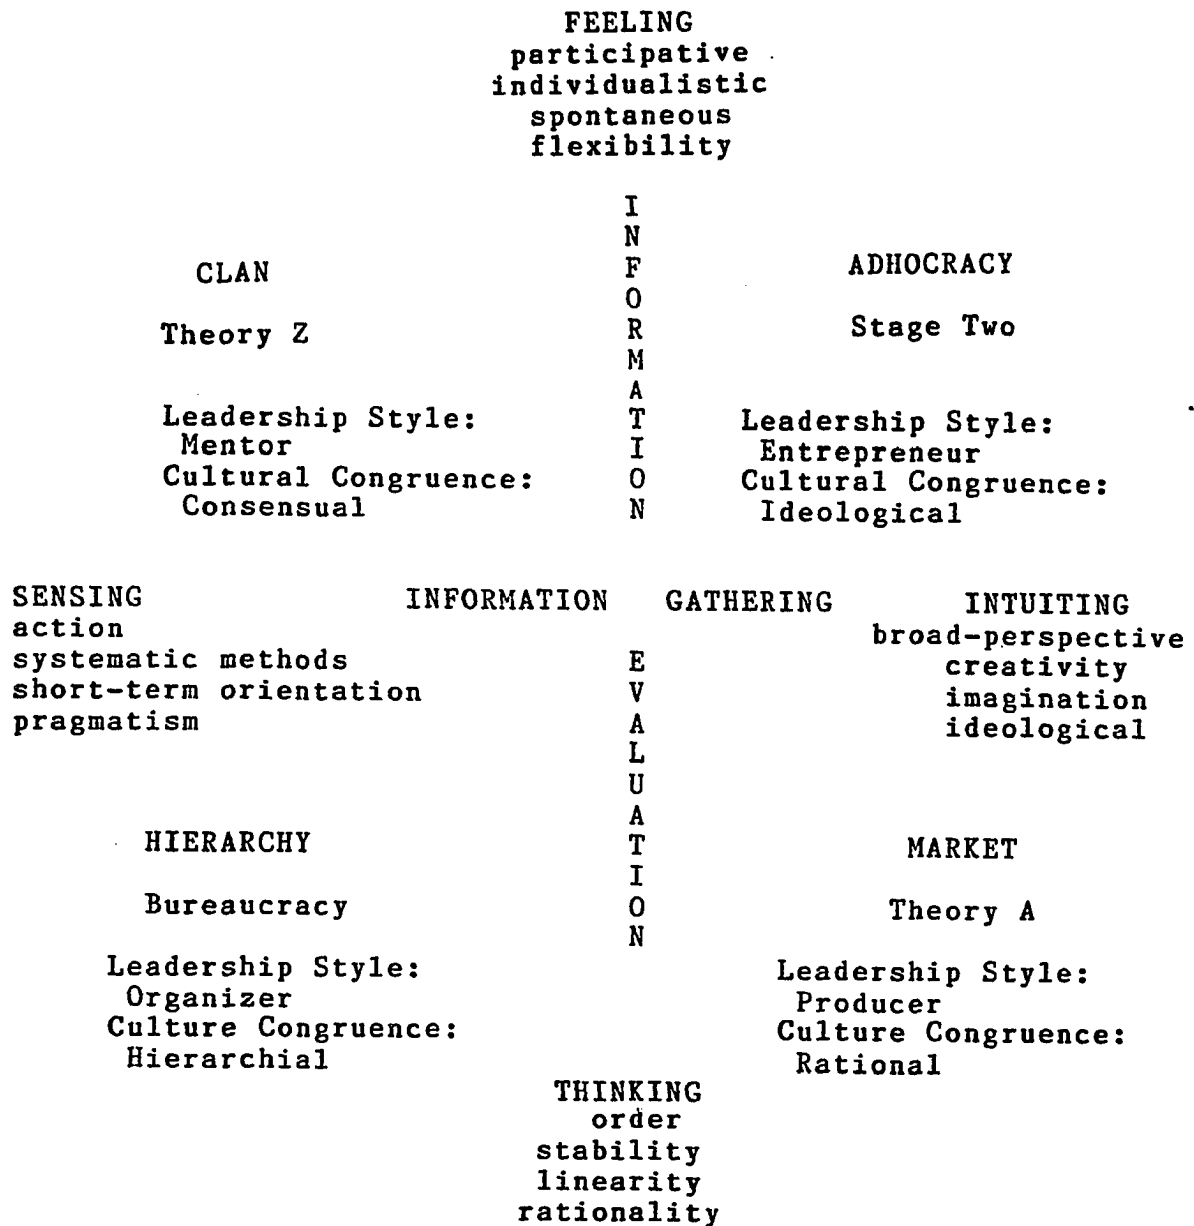 FEELING
participative
individualistic
spontaneous
flexibility
INFORMATION
CLAN
Theory Z
Leadership Style:
Mentor
Cultural Congruence:
Consensual
ADHOCRACY
Stage Two
Leadership Style:
Entrepreneur
Cultural Congruence:
Ideological
SENSING
action
systematic methods
short-term orientation
pragmatism
INFORMATION GATHERING
INTUITING
broad-perspective
creativity
imagination
ideological
EVALUATION
HIERARCHY
Bureaucracy
Leadership Style:
Organizer
Culture Congruence:
Hierarchial
MARKET
Theory A
Leadership Style:
Producer
Culture Congruence:
Rational
THINKING
order
stability
linearity
rationality